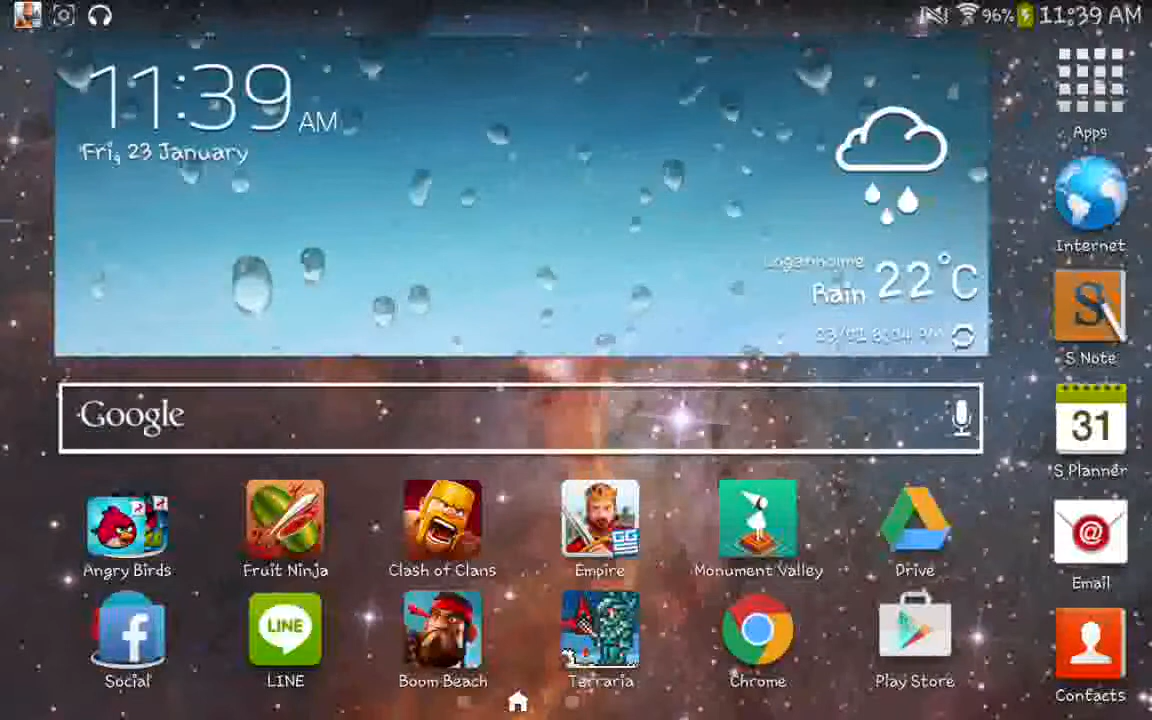 96% 11:39 AM
11:39 AM
Fri, 23 January
Loganholme
Rain 22°C
Google
Apps
Internet
S
S Note
31
S Planner
@
Email
Contacts
Angry Birds
Fruit Ninja
Clash of Clans
Empire
Monument Valley
Drive
f
Social
LINE
LINE
Boom Beach
Terraria
Chrome
Play Store